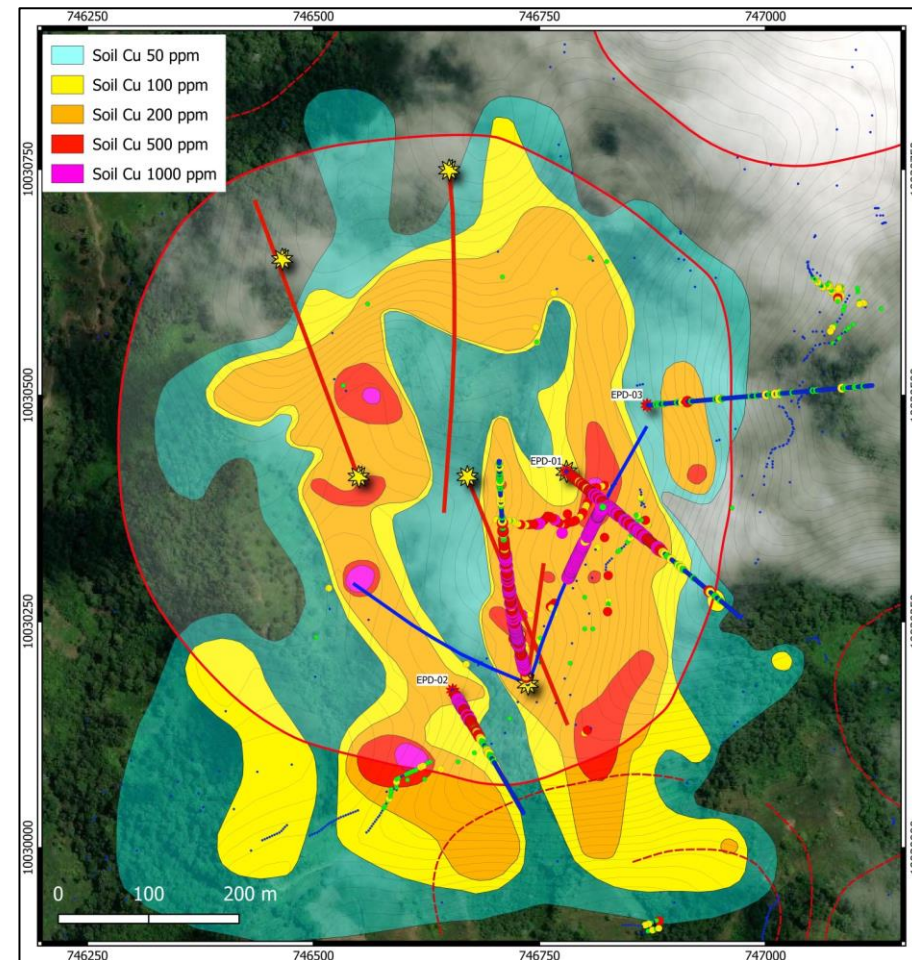 746250 746500 746750 747000
Soil Cu 50 ppm
Soil Cu 100 ppm
Soil Cu 200 ppm
Soil Cu 500 ppm
Soil Cu 1000 ppm
10030750
10030500
EPD-03
EPD-01
10030250
EPD-02
10030000
0 100 200 m
746250 746500 746750 747000